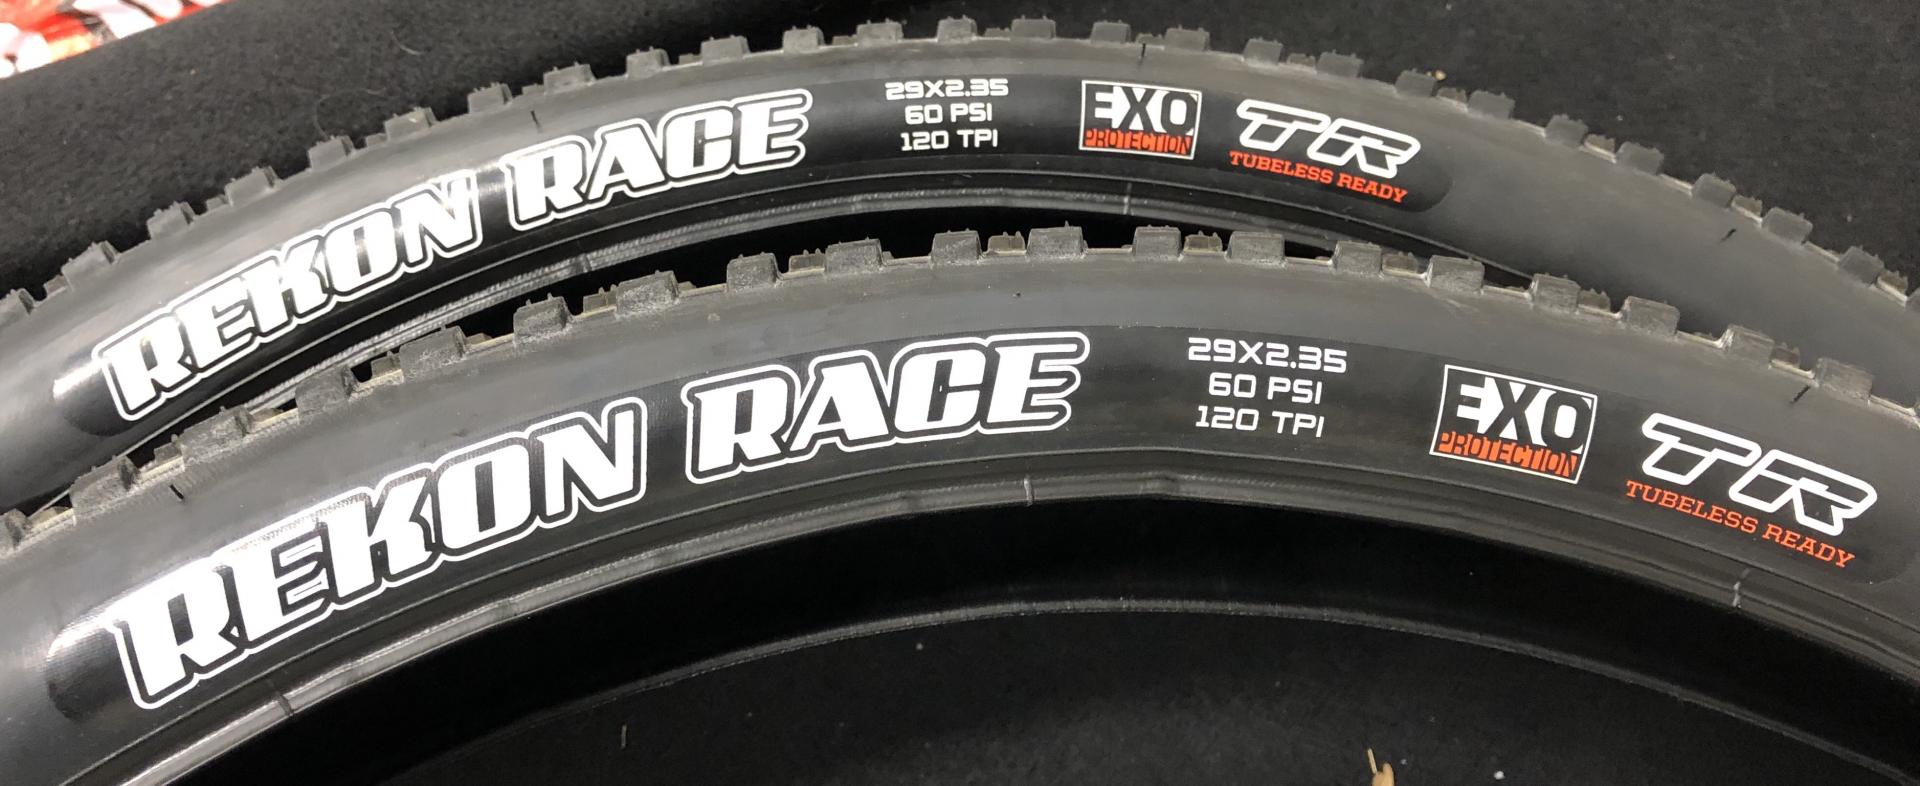 REKON RACE
29X2.35
60 PSI
120 TPI
EXO
PROTECTION
TR
TUBELESS READY
REKON RACE
29X2.35
60 PSI
120 TPI
EXO
PROTECTION
TR
TUBELESS READY